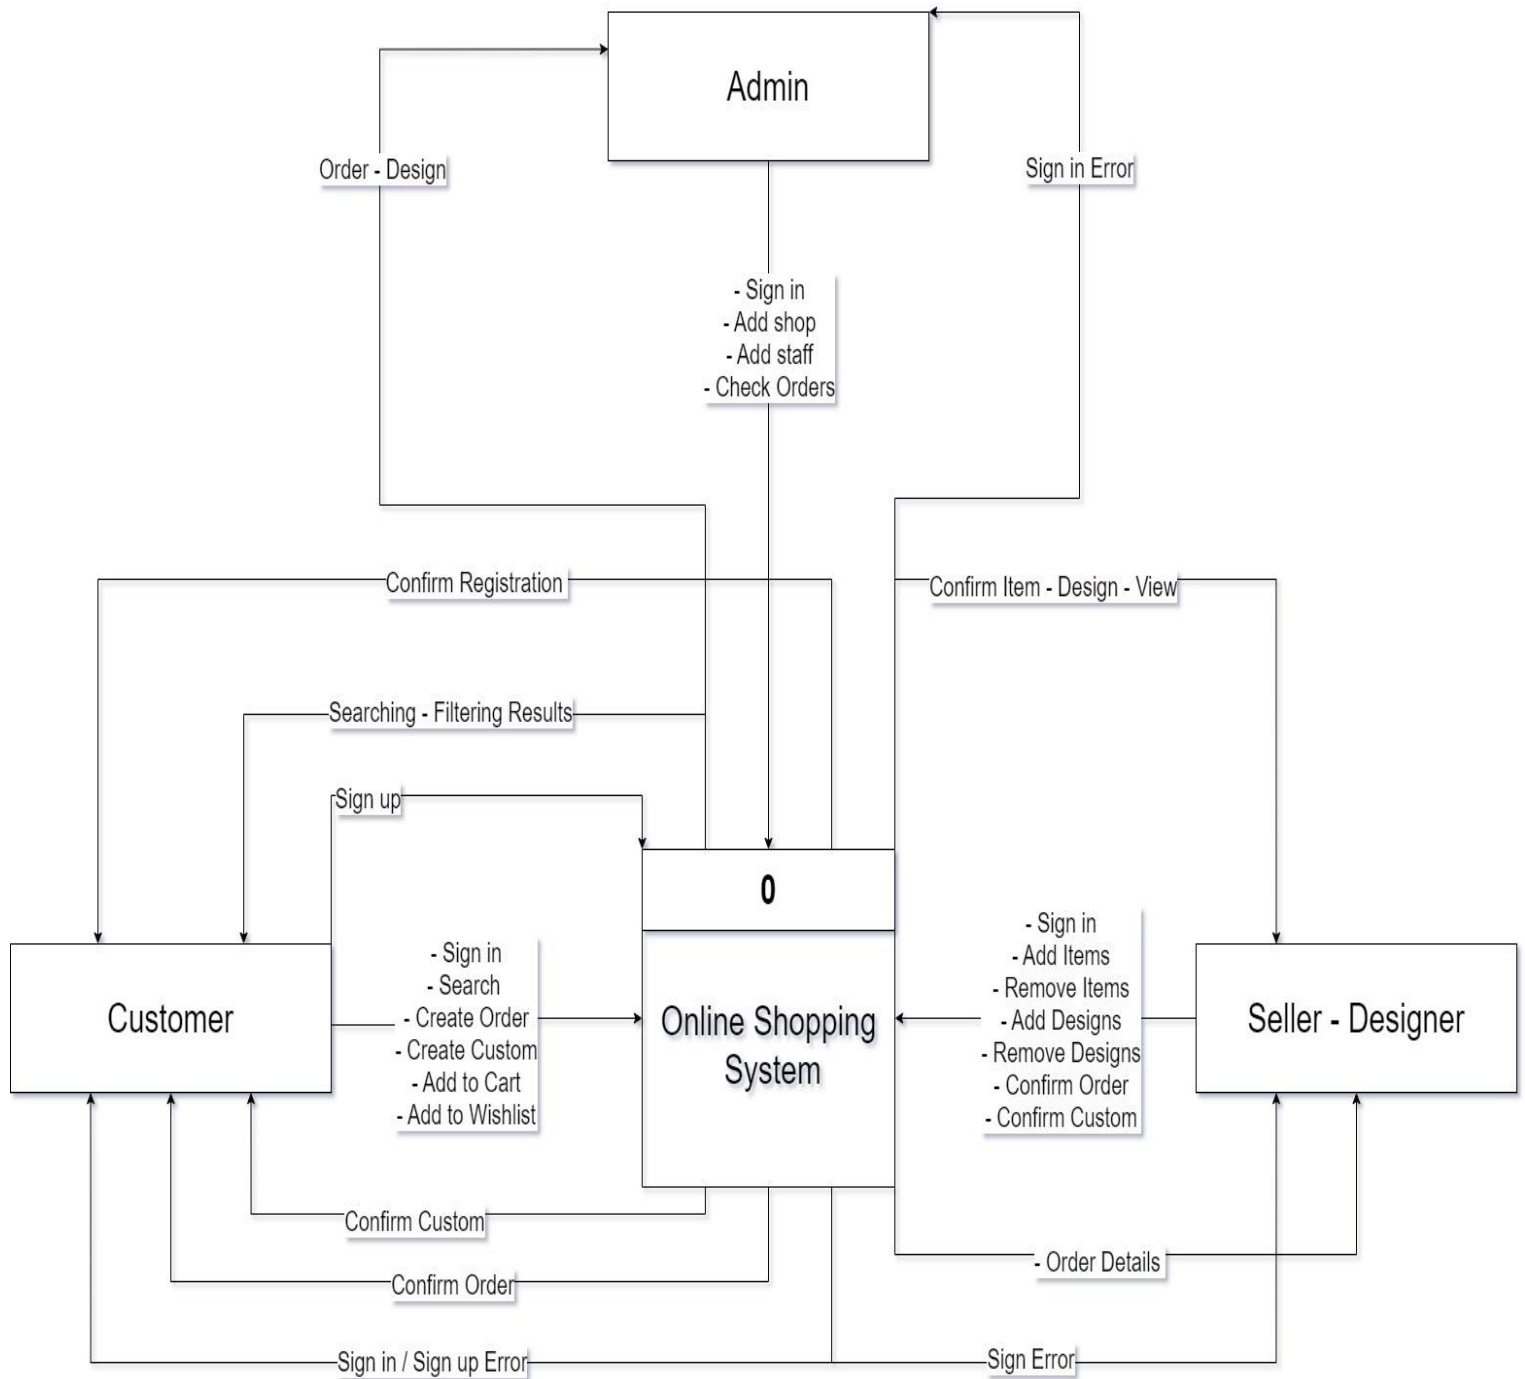 Admin
Order - Design
Sign in Error
- Sign in
- Add shop
- Add staff
- Check Orders
Confirm Registration
Confirm Item - Design - View
Searching - Filtering Results
Sign up
0
- Sign in
- Search
- Create Order
- Create Custom
- Add to Cart
- Add to Wishlist
Customer
Online Shopping
System
- Sign in
- Add Items
- Remove Items
- Add Designs
- Remove Designs
- Confirm Order
- Confirm Custom
Seller - Designer
Confirm Custom
- Order Details
Confirm Order
Sign in / Sign up Error
Sign Error